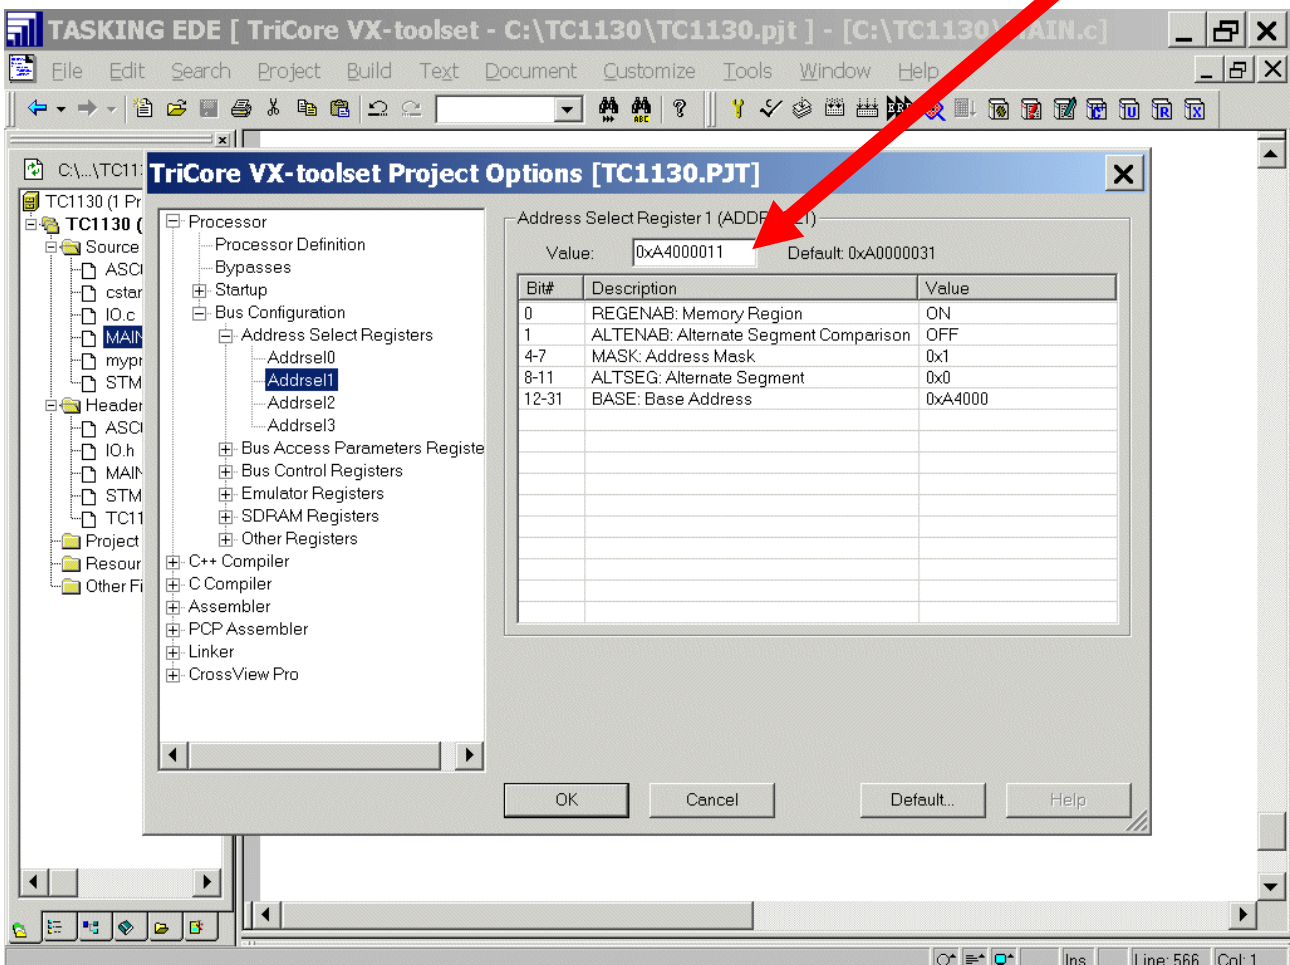 TASKING EDE [ TriCore VX-toolset - C:\TC1130\TC1130.pjt ] - [C:\TC1130\MAIN.c]
File Edit Search Project Build Text Document Customize Tools Window Help
C:\...\TC11
TriCore VX-toolset Project Options [TC1130.PJT]
TC1130 (1 Pr
TC1130 (
Source
ASC
cstar
IO.c
MAIN
mypr
STM
Header
ASC
IO.h
MAIN
STM
TC11
Project
Resour
Other Fi
Processor
Processor Definition
Bypasses
Startup
Bus Configuration
Address Select Registers
Addrsel0
Addrsel1
Addrsel2
Addrsel3
Bus Access Parameters Registe
Bus Control Registers
Emulator Registers
SDRAM Registers
Other Registers
C++ Compiler
C Compiler
Assembler
PCP Assembler
Linker
CrossView Pro
Address Select Register 1
Value: 0xA4000011 Default: 0xA0000031
Bit# Description Value
0 REGENAB: Memory Region ON
1 ALTENAB: Alternate Segment Comparison OFF
4-7 MASK: Address Mask 0x1
8-11 ALTSEG: Alternate Segment 0x0
12-31 BASE: Base Address 0xA4000
OK Cancel Default... Help
Ins Line: 566 Col: 1